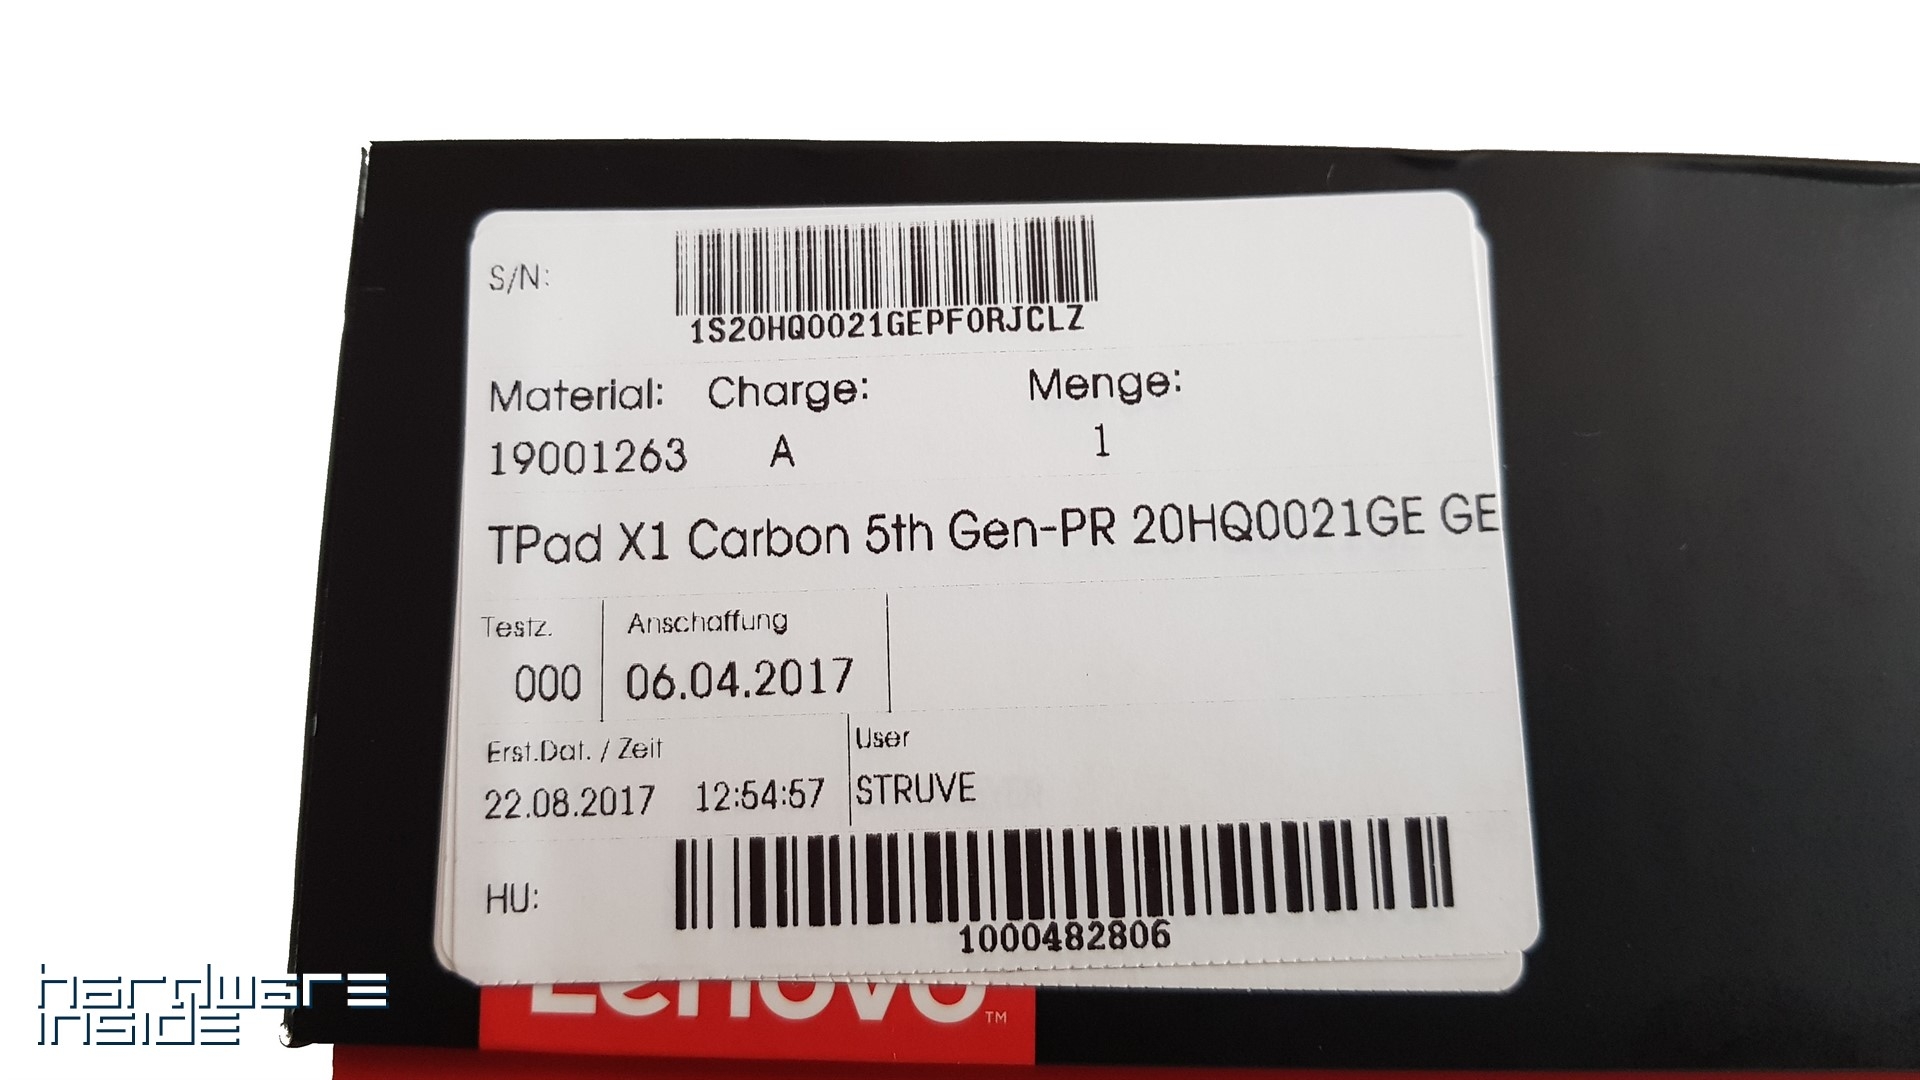 S/N:
1S20HQ0021GEPF0RJCLZ
Material: Charge: Menge:
19001263 A 1
TPad X1 Carbon 5th Gen-PR 20HQ0021GE GE
Testz. Anschaffung
000 06.04.2017
Erst.Dat. / Zeit User
22.08.2017 12:54:57 STRUVE
HU:
1000482806
Lenovo™
hardware
inside